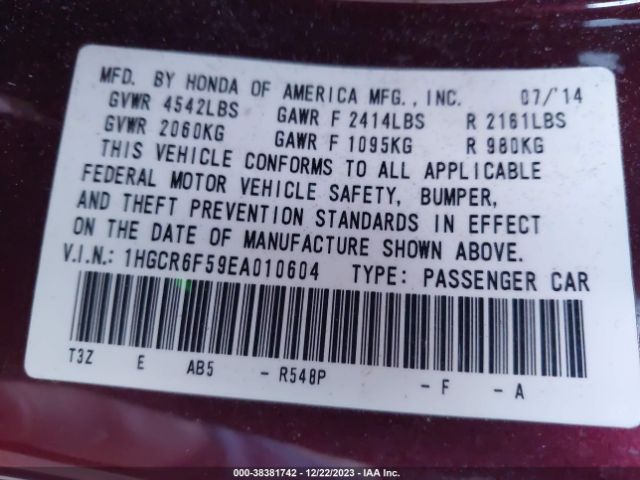 MFD. BY HONDA OF AMERICA MFG., INC. 07/'14
GVWR 4542LBS GAWR F 2414LBS R 2161LBS
GVWR 2060KG GAWR F 1095KG R 980KG
THIS VEHICLE CONFORMS TO ALL APPLICABLE
FEDERAL MOTOR VEHICLE SAFETY, BUMPER,
AND THEFT PREVENTION STANDARDS IN EFFECT
ON THE DATE OF MANUFACTURE SHOWN ABOVE.
V.I.N.: 1HGCR6F59EA010604 TYPE: PASSENGER CAR
T3Z E AB5 - R548P - F - A
000-38381742 - 12/22/2023 - IAA Inc.